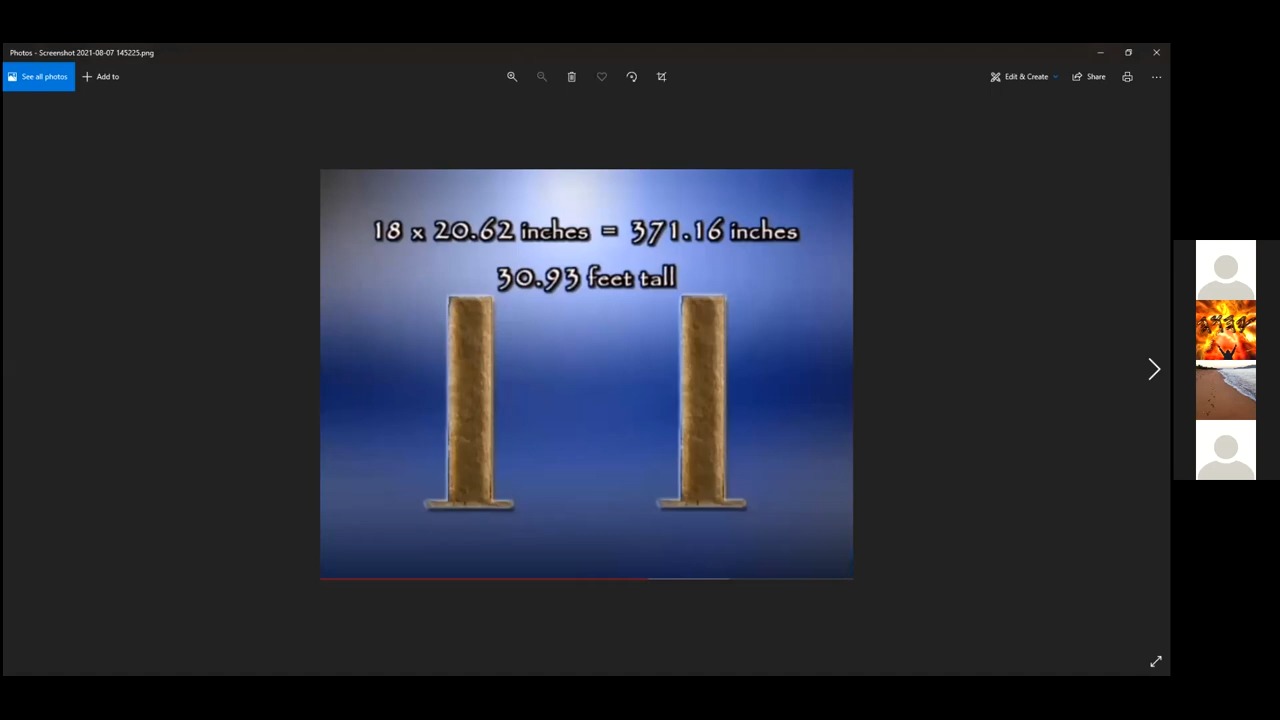 Photos - Screenshot 2021-08-07 145225.png
See all photos
Add to
Edit & Create
Share
18 x 20.62 inches = 371.16 inches
30.93 feet tall